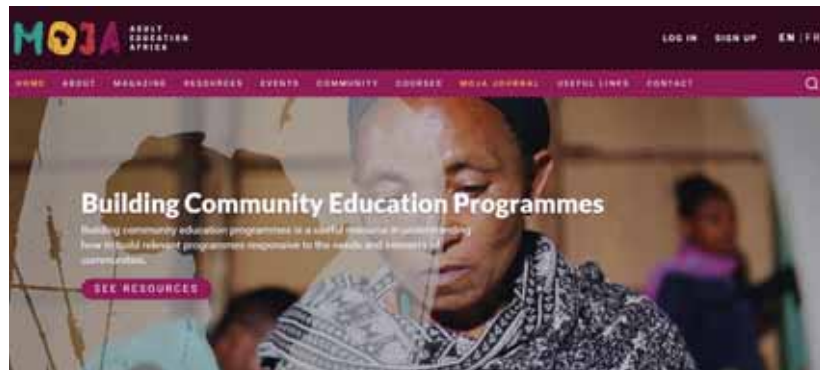 MOJA
ADULT
EDUCATION
AFRICA
LOG IN SIGN UP EN | FR
HOME ABOUT MAGAZINE RESOURCES EVENTS COMMUNITY COURSES MOJA JOURNAL USEFUL LINKS CONTACT
Building Community Education Programmes
Building community education programmes is a useful resource in understanding
how to build relevant programmes responsive to the needs and interests of
communities.
SEE RESOURCES